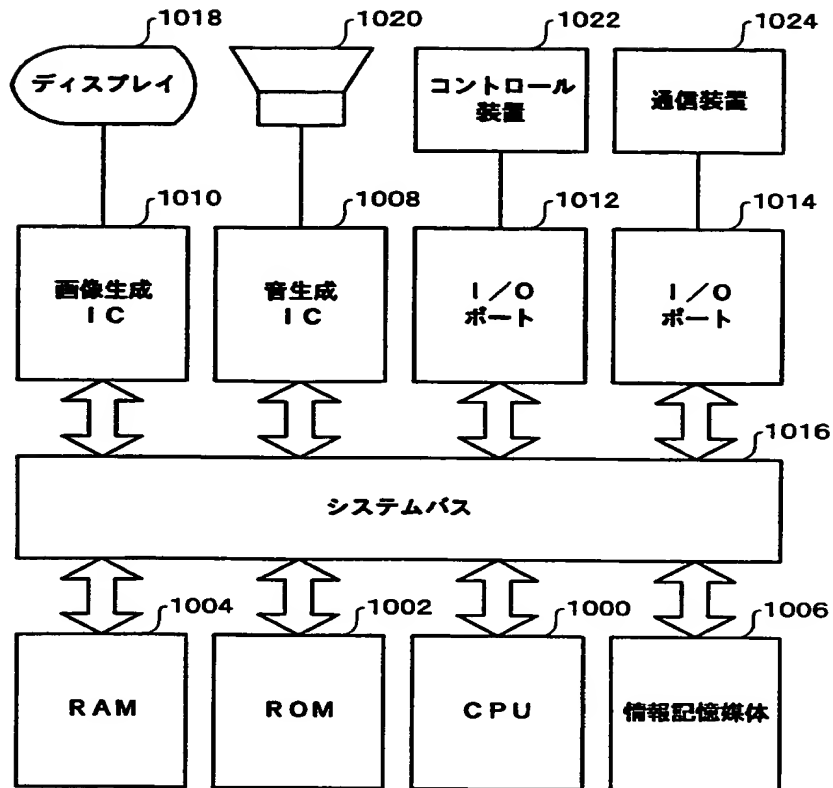 1018
1020
1022
1024
ディスプレイ
コントロール
装置
通信装置
1010
1008
1012
1014
画像生成
IC
音生成
IC
I/O
ポート
I/O
ポート
1016
システムバス
1004
1002
1000
1006
RAM
ROM
CPU
情報記憶媒体